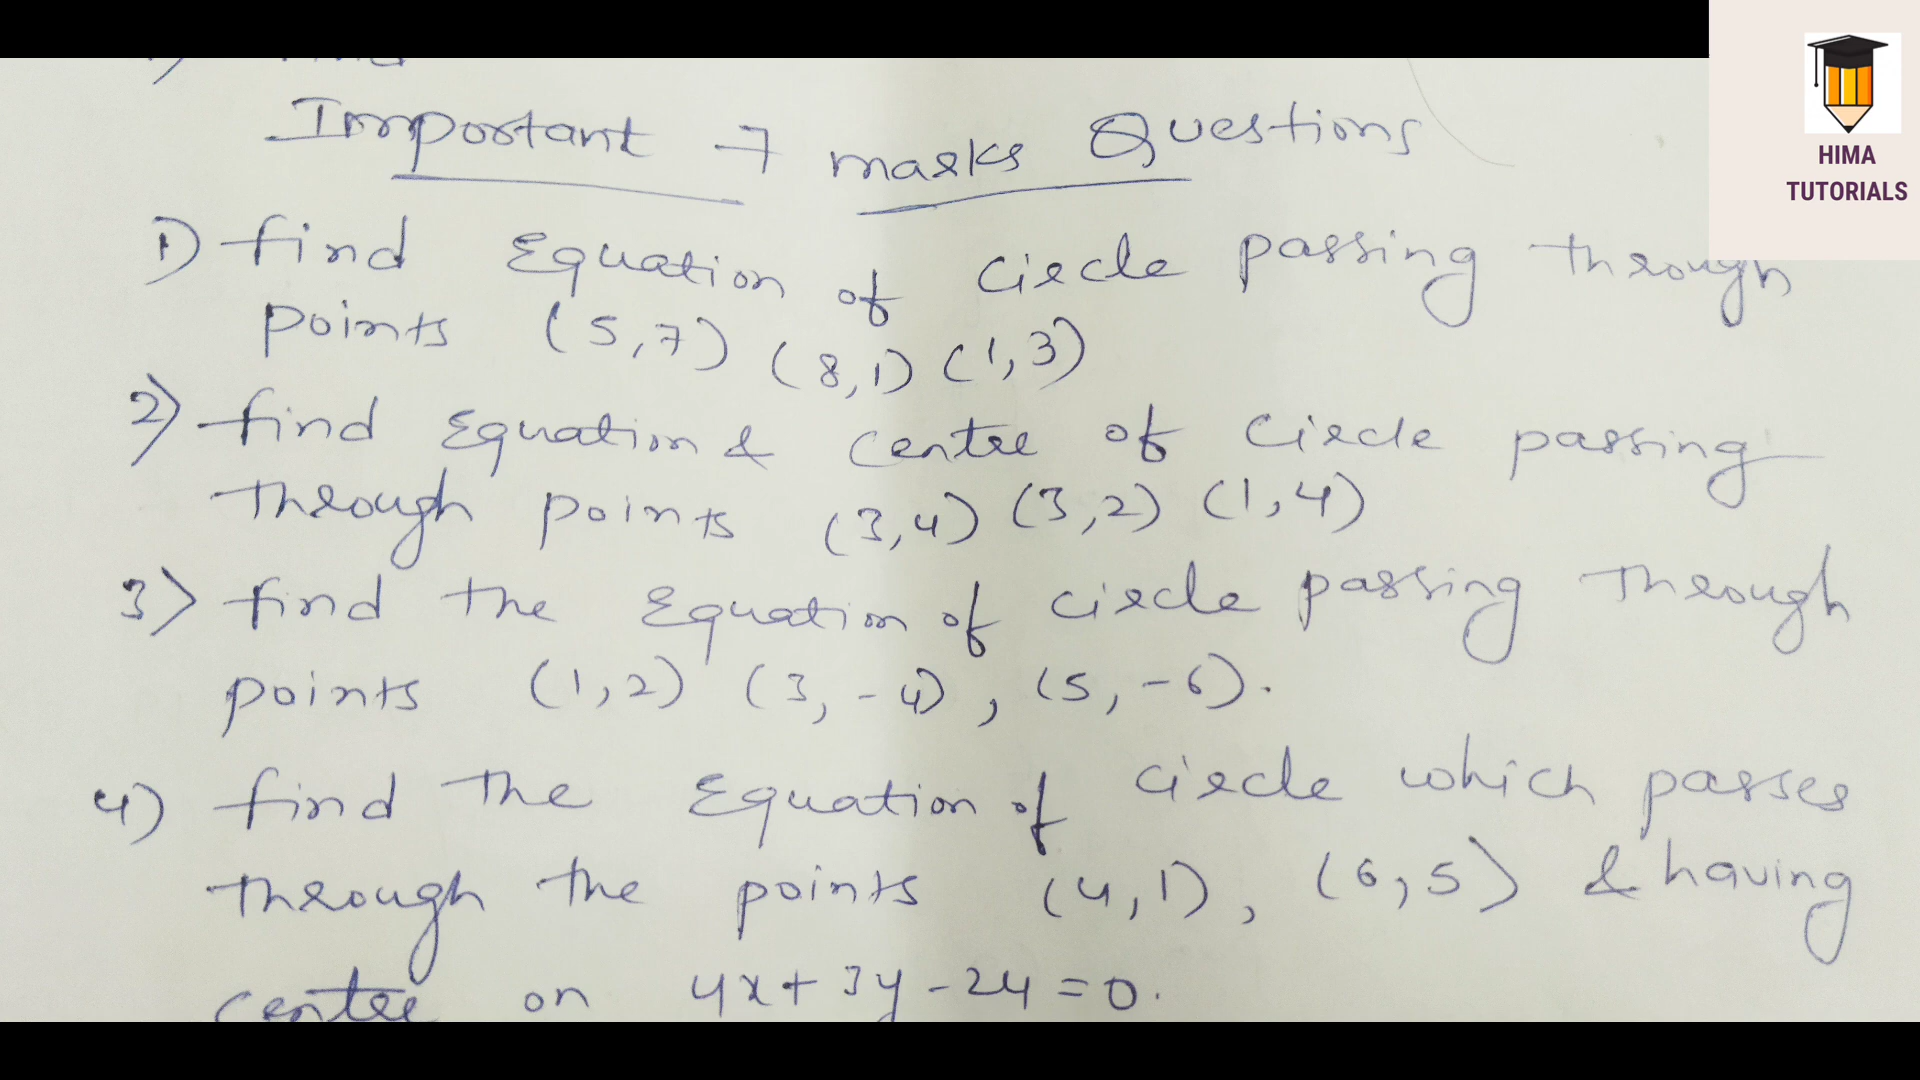 Important 7 marks Questions
HIMA
TUTORIALS
1) find Equation of circle passing through
points (5,7) (8,1) (1,3)
2) find Equation & centre of circle passing
through points (3,4) (3,2) (1,4)
3) find the Equation of circle passing through
points (1,2) (3,-4), (5,-6).
4) find the Equation of circle which passes
through the points (4,1), (6,5) & having
centre on 4x+3y-24=0.